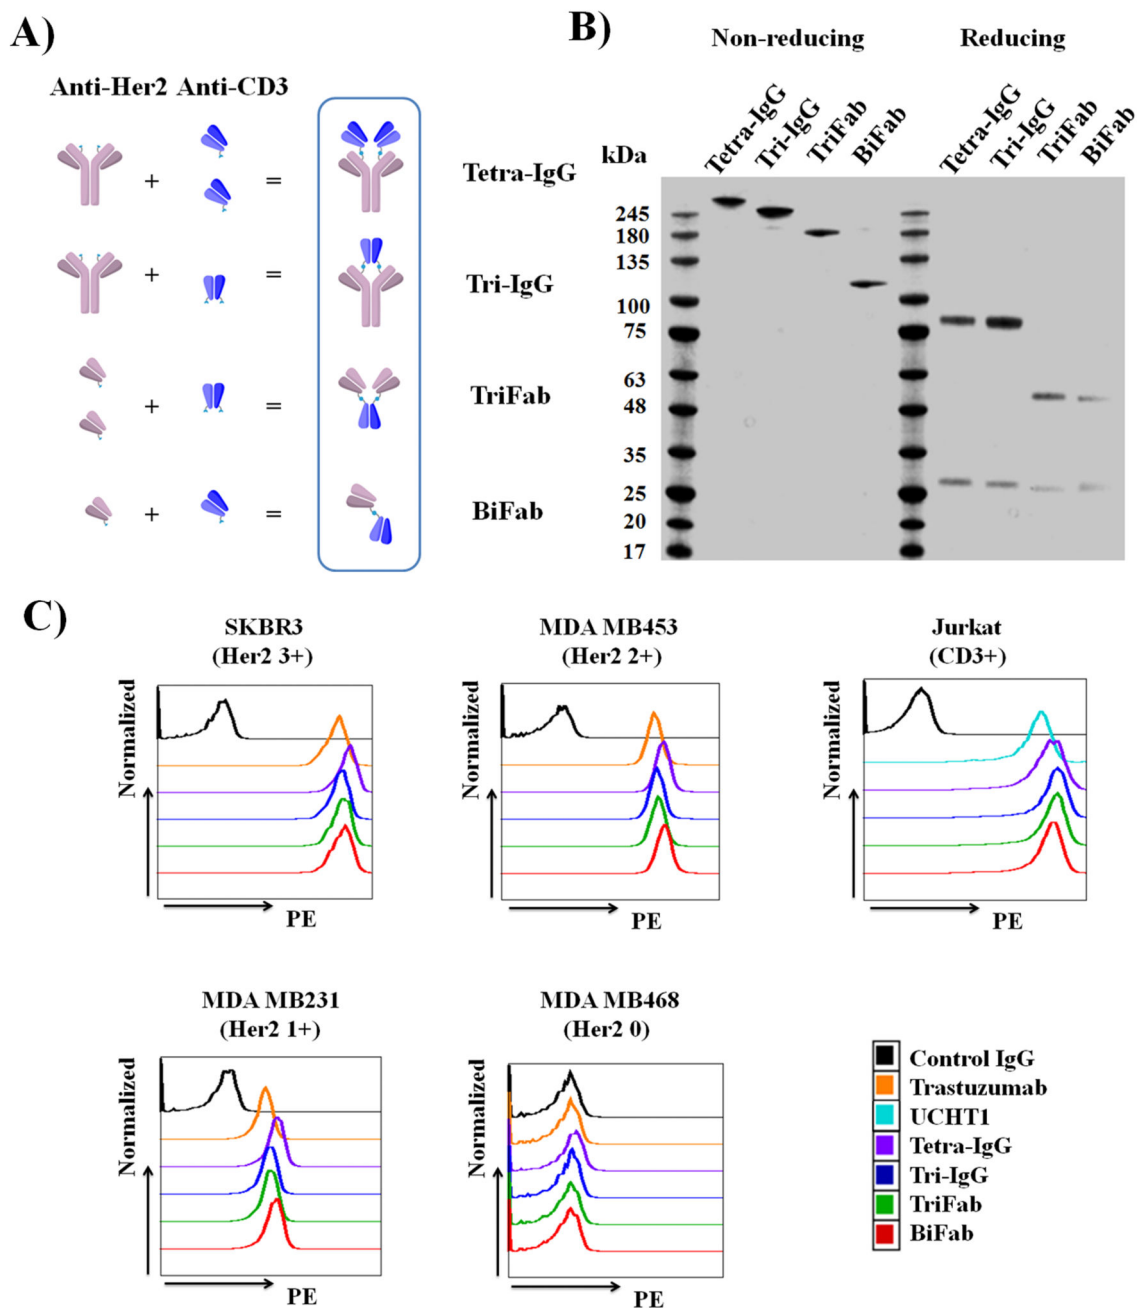 A)
Anti-Her2 Anti-CD3
+ = Tetra-IgG
+ = Tri-IgG
+ = TriFab
+ = BiFab
B)
Non-reducing Reducing
kDa
Tetra-IgG Tri-IgG TriFab BiFab Tetra-IgG Tri-IgG TriFab BiFab
245
180
135
100
75
63
48
35
25
20
17
C)
SKBR3
(Her2 3+)
Normalized
PE
MDA MB453
(Her2 2+)
Normalized
PE
Jurkat
(CD3+)
Normalized
PE
MDA MB231
(Her2 1+)
Normalized
PE
MDA MB468
(Her2 0)
Normalized
PE
Control IgG
Trastuzumab
UCHT1
Tetra-IgG
Tri-IgG
TriFab
BiFab